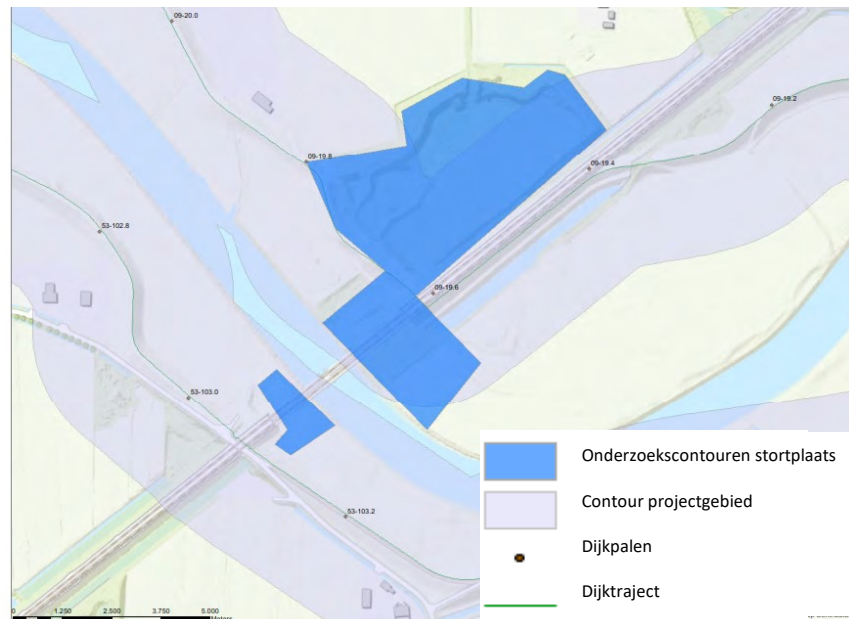 09-20.0
09-19.2
09-19.8
09-19.4
53-102.8
09-19.6
53-103.0
53-103.2
Onderzoekscontouren stortplaats
Contour projectgebied
Dijkpalen
Dijktraject
0 1.250 2.500 3.750 5.000
Meters